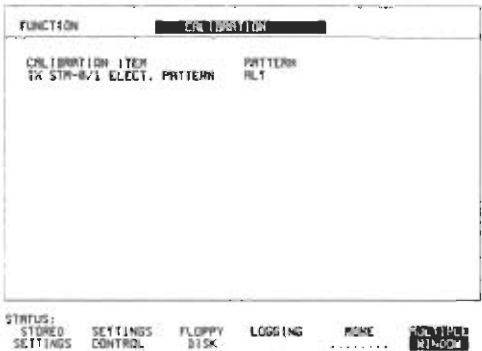 FUNCTION CALIBRATION
CALIBRATION ITEM PATTERN
TX STM-0/1 ELECT. PATTERN ALT
STATUS:
STORED SETTINGS FLOPPY LOGGING MORE MULTIPLE
SETTINGS CONTROL DISK ........ WINDOW